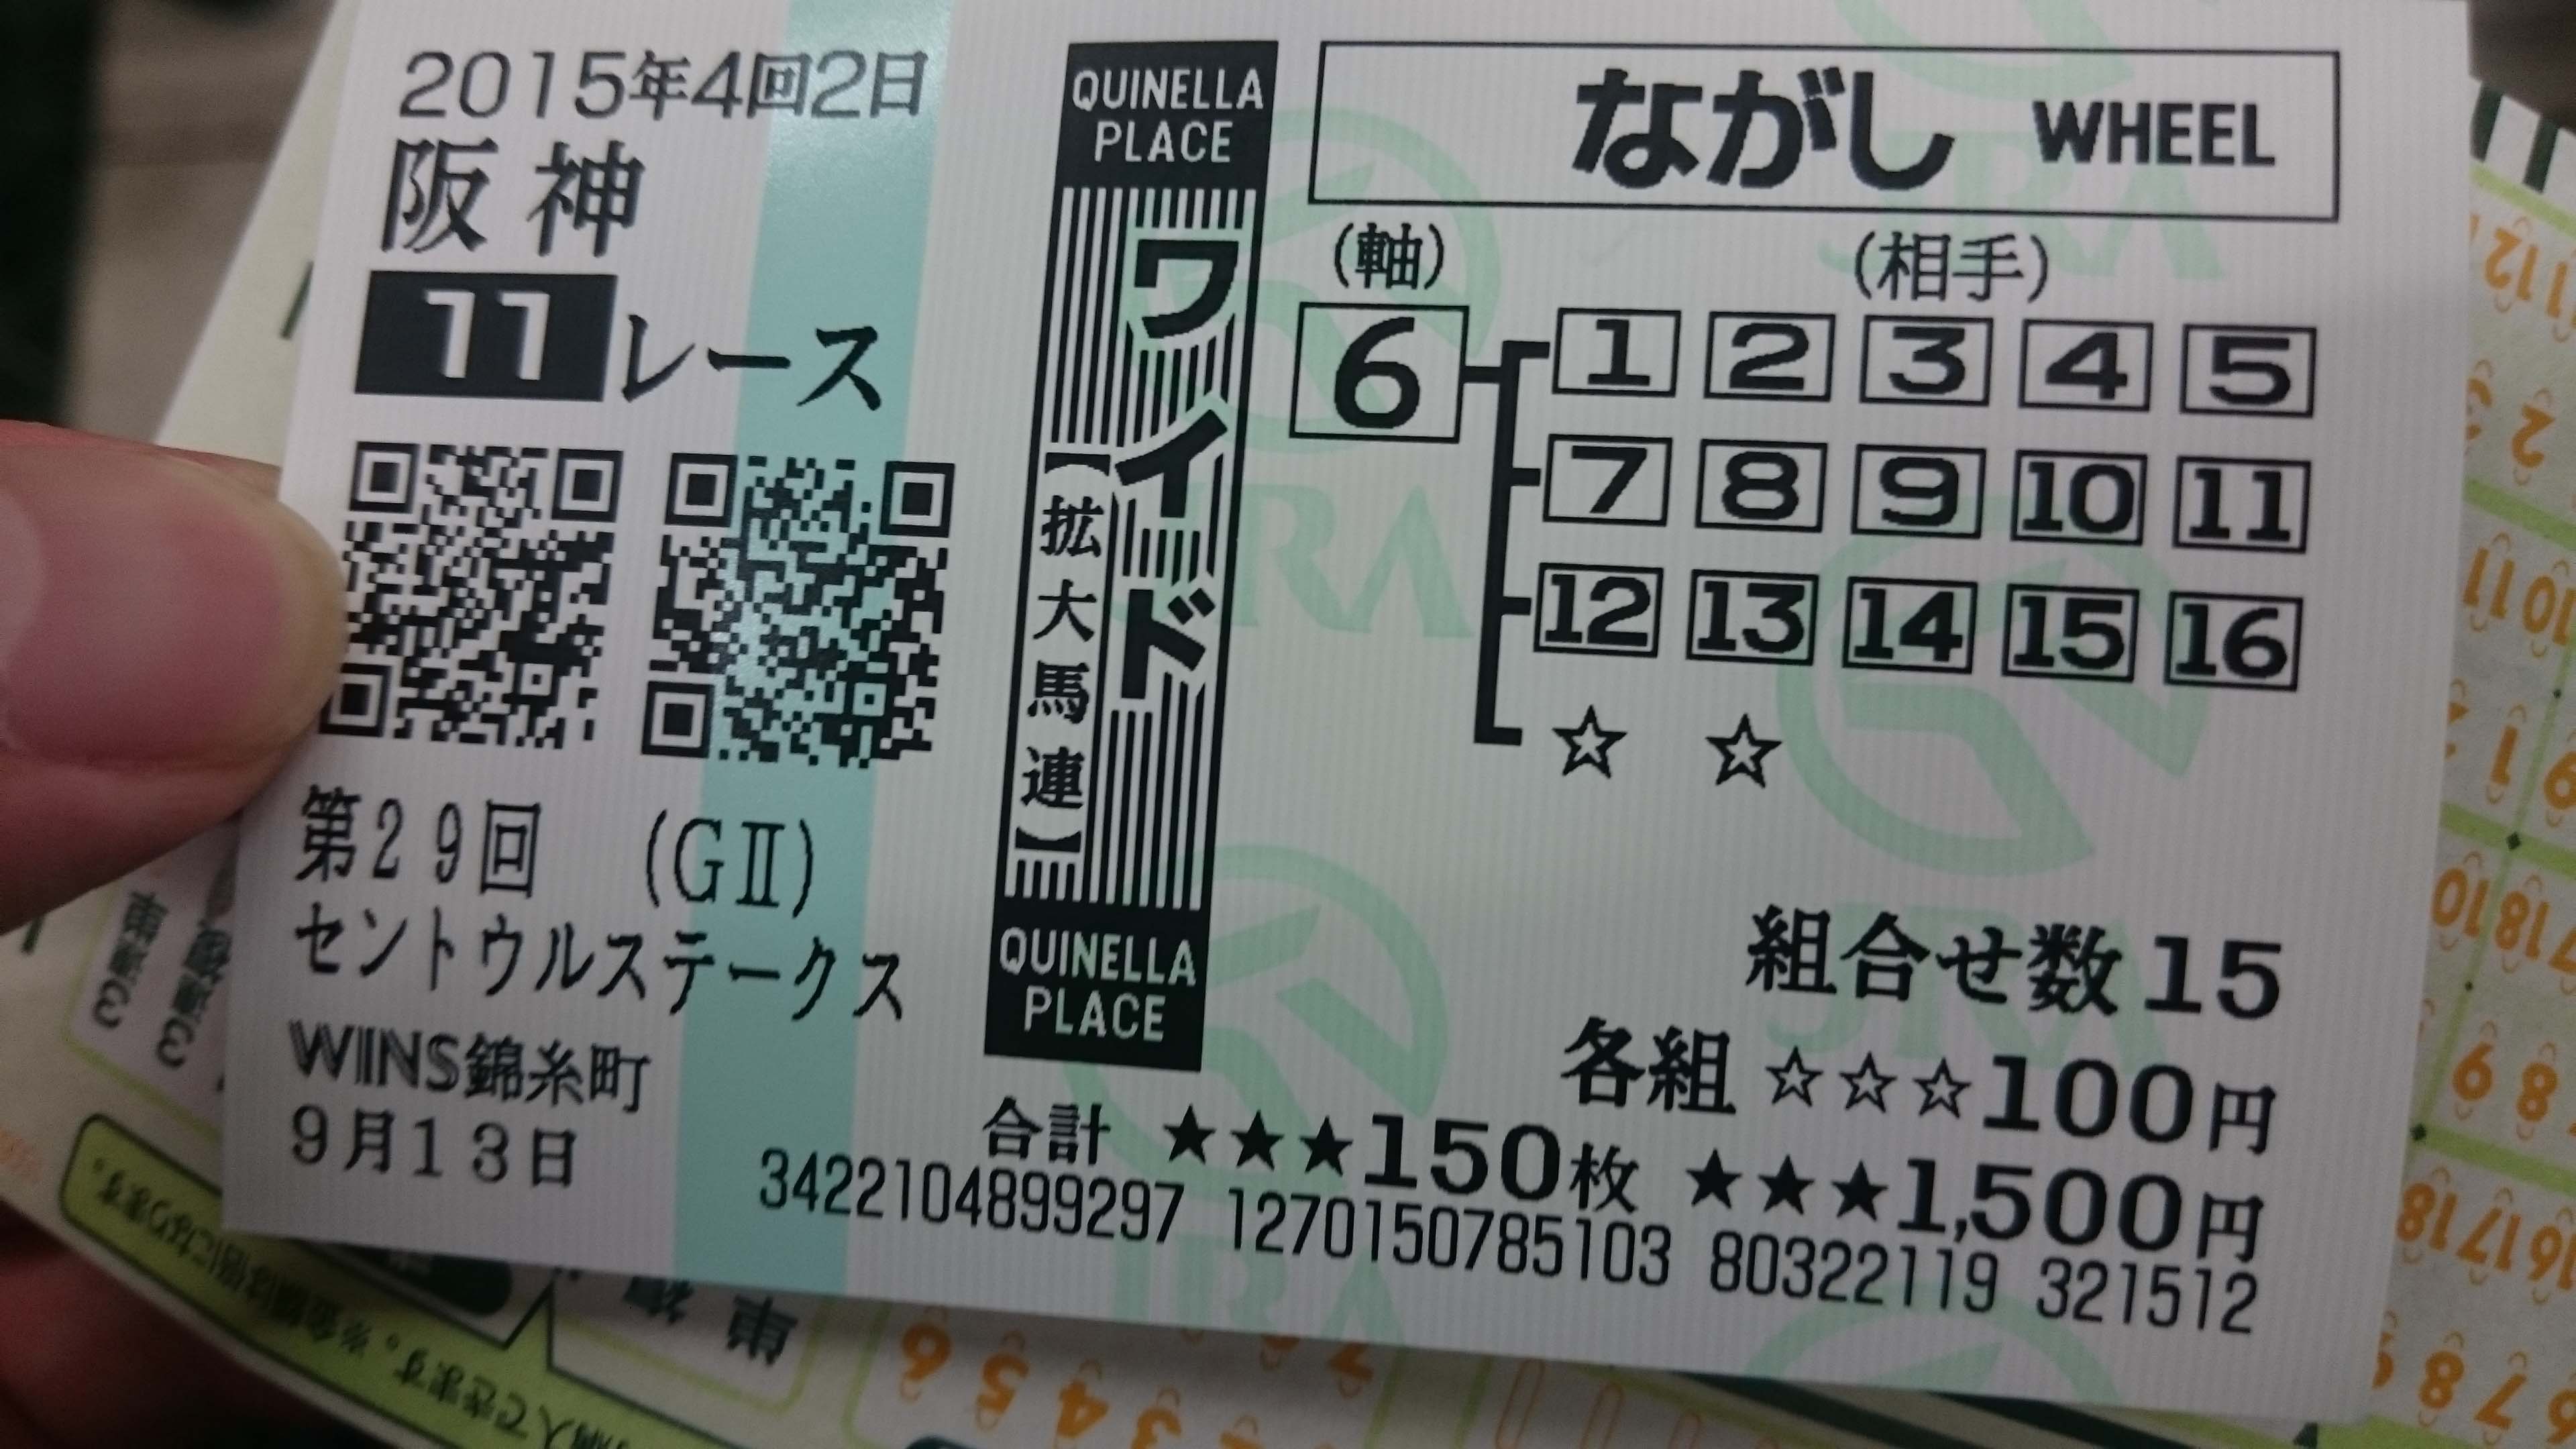 2015年4回2日
阪神
11レース
第29回 (GⅡ)
セントウルステークス
WINS錦糸町
9月13日
QUINELLA
PLACE
ワイド
【拡大馬連】
QUINELLA
PLACE
ながし WHEEL
(軸) (相手)
6 1 2 3 4 5
7 8 9 10 11
12 13 14 15 16
☆ ☆
組合せ数15
各組 ☆☆☆100円
合計 ★★★150枚 ★★★1,500円
3422104899297 1270150785103 80322119 321512